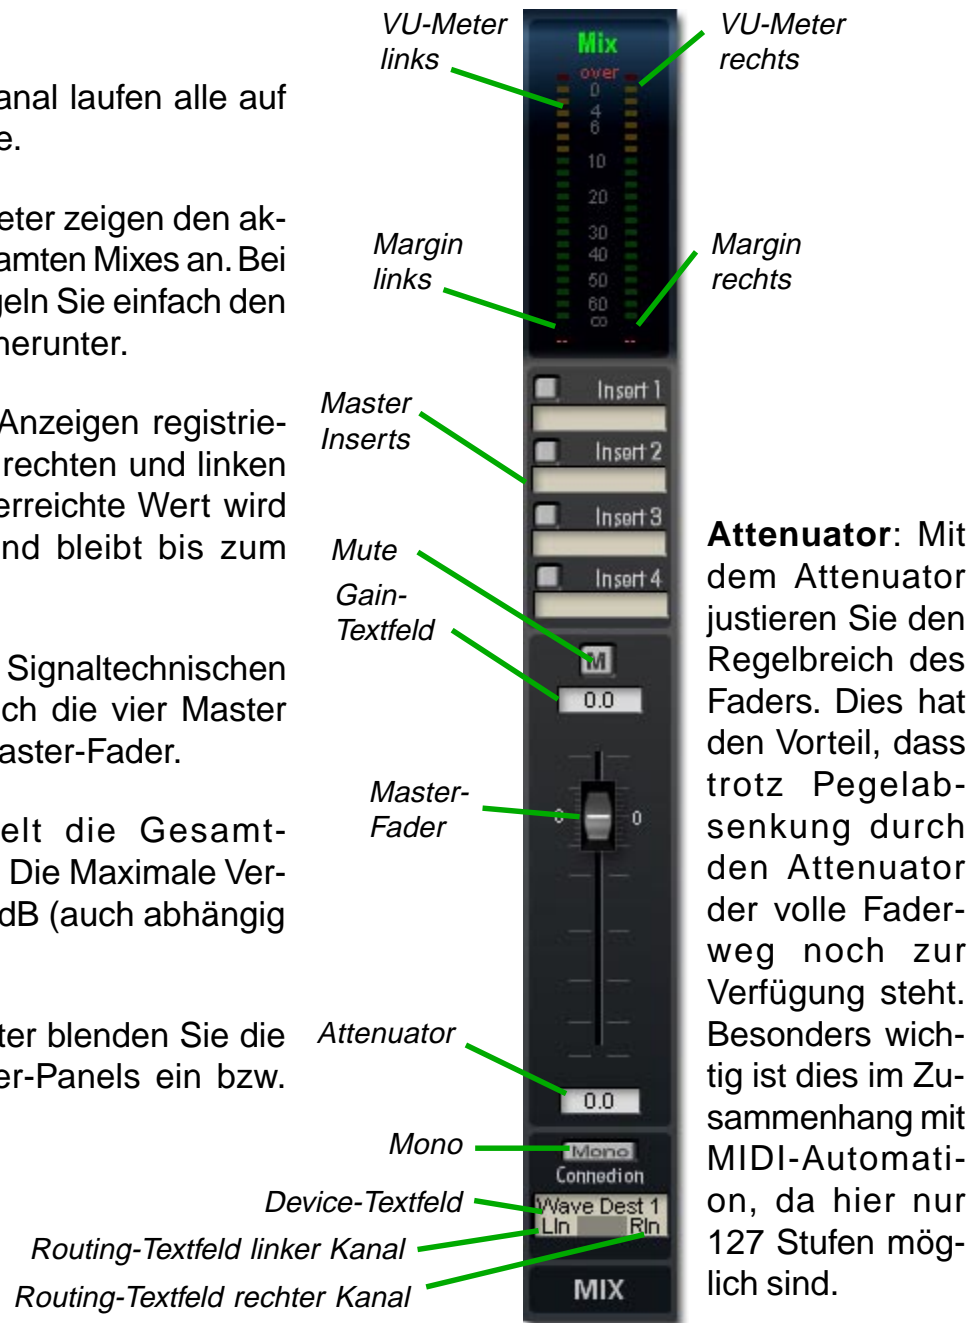 anal laufen alle auf
e.
eter zeigen den ak-
amten Mixes an. Bei
geln Sie einfach den
herunter.
Anzeigen registrie-
rechten und linken
erreichte Wert wird
nd bleibt bis zum
Signaltechnischen
ch die vier Master
aster-Fader.
elt die Gesamt-
Die Maximale Ver-
dB (auch abhängig
ter blenden Sie die
er-Panels ein bzw.
VU-Meter
links
VU-Meter
rechts
Margin
links
Margin
rechts
Master
Inserts
Mute
Gain-
Textfeld
Master-
Fader
Attenuator
Mono
Device-Textfeld
Routing-Textfeld linker Kanal
Routing-Textfeld rechter Kanal
Mix
over
0
4
6
10
20
30
40
50
60
∞
-- --
Insert 1
Insert 2
Insert 3
Insert 4
M
0.0
0 0
0.0
Mono
Connection
Wave Dest 1
LIn RIn
MIX
Attenuator: Mit
dem Attenuator
justieren Sie den
Regelbreich des
Faders. Dies hat
den Vorteil, dass
trotz Pegelab-
senkung durch
den Attenuator
der volle Fader-
weg noch zur
Verfügung steht.
Besonders wich-
tig ist dies im Zu-
sammenhang mit
MIDI-Automati-
on, da hier nur
127 Stufen mög-
lich sind.